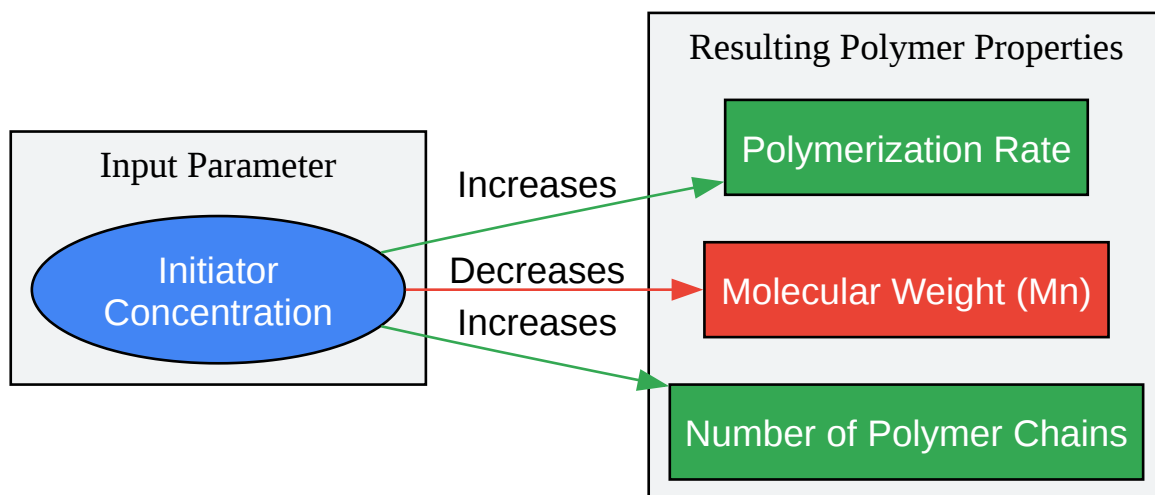 Input Parameter
Initiator
Concentration
Increases
Decreases
Increases
Resulting Polymer Properties
Polymerization Rate
Molecular Weight (Mn)
Number of Polymer Chains